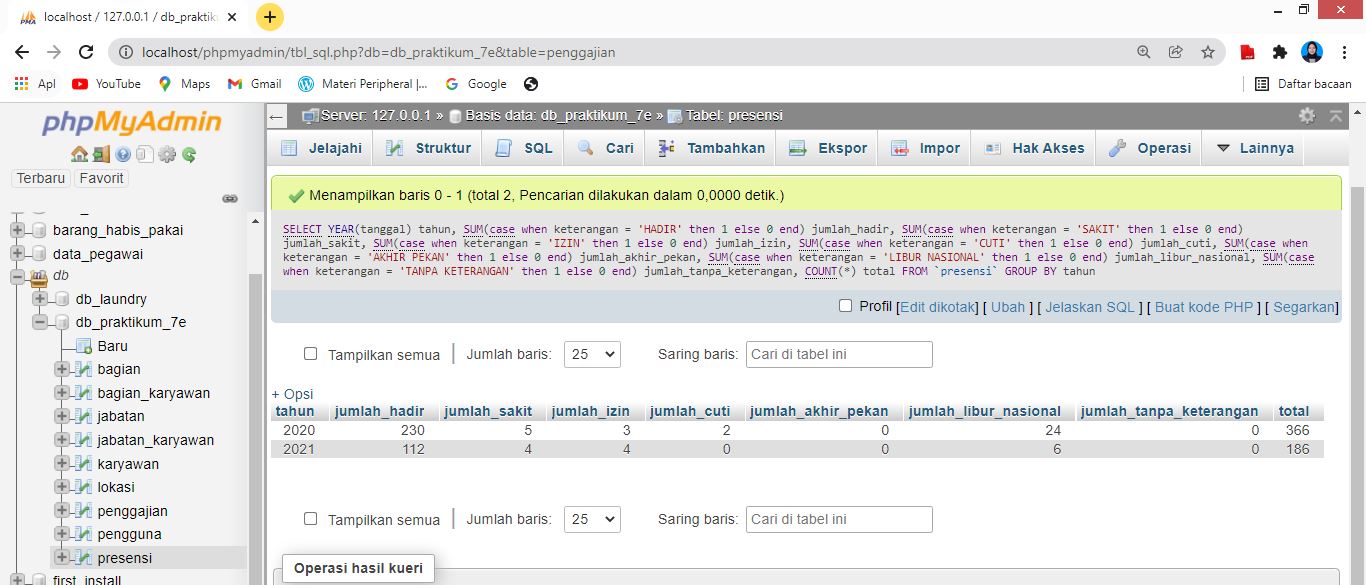 localhost / 127.0.0.1 / db_praktik
localhost/phpmyadmin/tbl_sql.php?db=db_praktikum_7e&table=penggajian
Apl YouTube Maps Gmail Materi Peripheral |... Google Daftar bacaan
phpMyAdmin
Terbaru Favorit
barang_habis_pakai
data_pegawai
db
db_laundry
db_praktikum_7e
Baru
bagian
bagian_karyawan
jabatan
jabatan_karyawan
karyawan
lokasi
penggajian
pengguna
presensi
first_install
Server: 127.0.0.1 » Basis data: db_praktikum_7e » Tabel: presensi
Jelajahi Struktur SQL Cari Tambahkan Ekspor Impor Hak Akses Operasi Lainnya
Menampilkan baris 0 - 1 (total 2, Pencarian dilakukan dalam 0,0000 detik.)
SELECT YEAR(tanggal) tahun, SUM(case when keterangan = 'HADIR' then 1 else 0 end) jumlah_hadir, SUM(case when keterangan = 'SAKIT' then 1 else 0 end)
jumlah_sakit, SUM(case when keterangan = 'IZIN' then 1 else 0 end) jumlah_izin, SUM(case when keterangan = 'CUTI' then 1 else 0 end) jumlah_cuti, SUM(case when
keterangan = 'AKHIR PEKAN' then 1 else 0 end) jumlah_akhir_pekan, SUM(case when keterangan = 'LIBUR NASIONAL' then 1 else 0 end) jumlah_libur_nasional, SUM(case
when keterangan = 'TANPA KETERANGAN' then 1 else 0 end) jumlah_tanpa_keterangan, COUNT(*) total FROM `presensi` GROUP BY tahun
Profil [Edit dikotak] [ Ubah ] [ Jelaskan SQL ] [ Buat kode PHP ] [ Segarkan]
Tampilkan semua | Jumlah baris: 25 Saring baris: Cari di tabel ini
+ Opsi
tahun jumlah_hadir jumlah_sakit jumlah_izin jumlah_cuti jumlah_akhir_pekan jumlah_libur_nasional jumlah_tanpa_keterangan total
2020 230 5 3 2 0 24 0 366
2021 112 4 4 0 0 6 0 186
Tampilkan semua | Jumlah baris: 25 Saring baris: Cari di tabel ini
Operasi hasil kueri